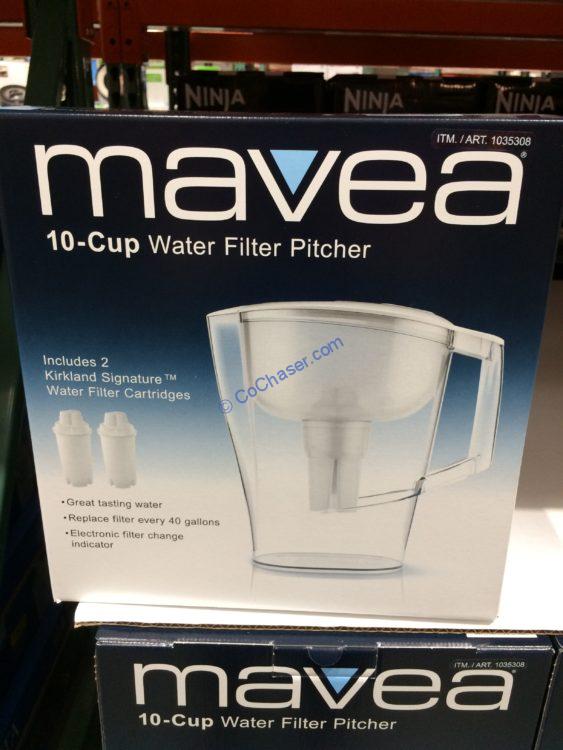 NINJA
NINJA
NINJA
ITM. / ART. 1035308
mavea®
10-Cup Water Filter Pitcher
Includes 2
Kirkland Signature™
Water Filter Cartridges
© CoChaser.com
•Great tasting water
•Replace filter every 40 gallons
•Electronic filter change
indicator
ITM. / ART. 1035308
mavea®
10-Cup Water Filter Pitcher